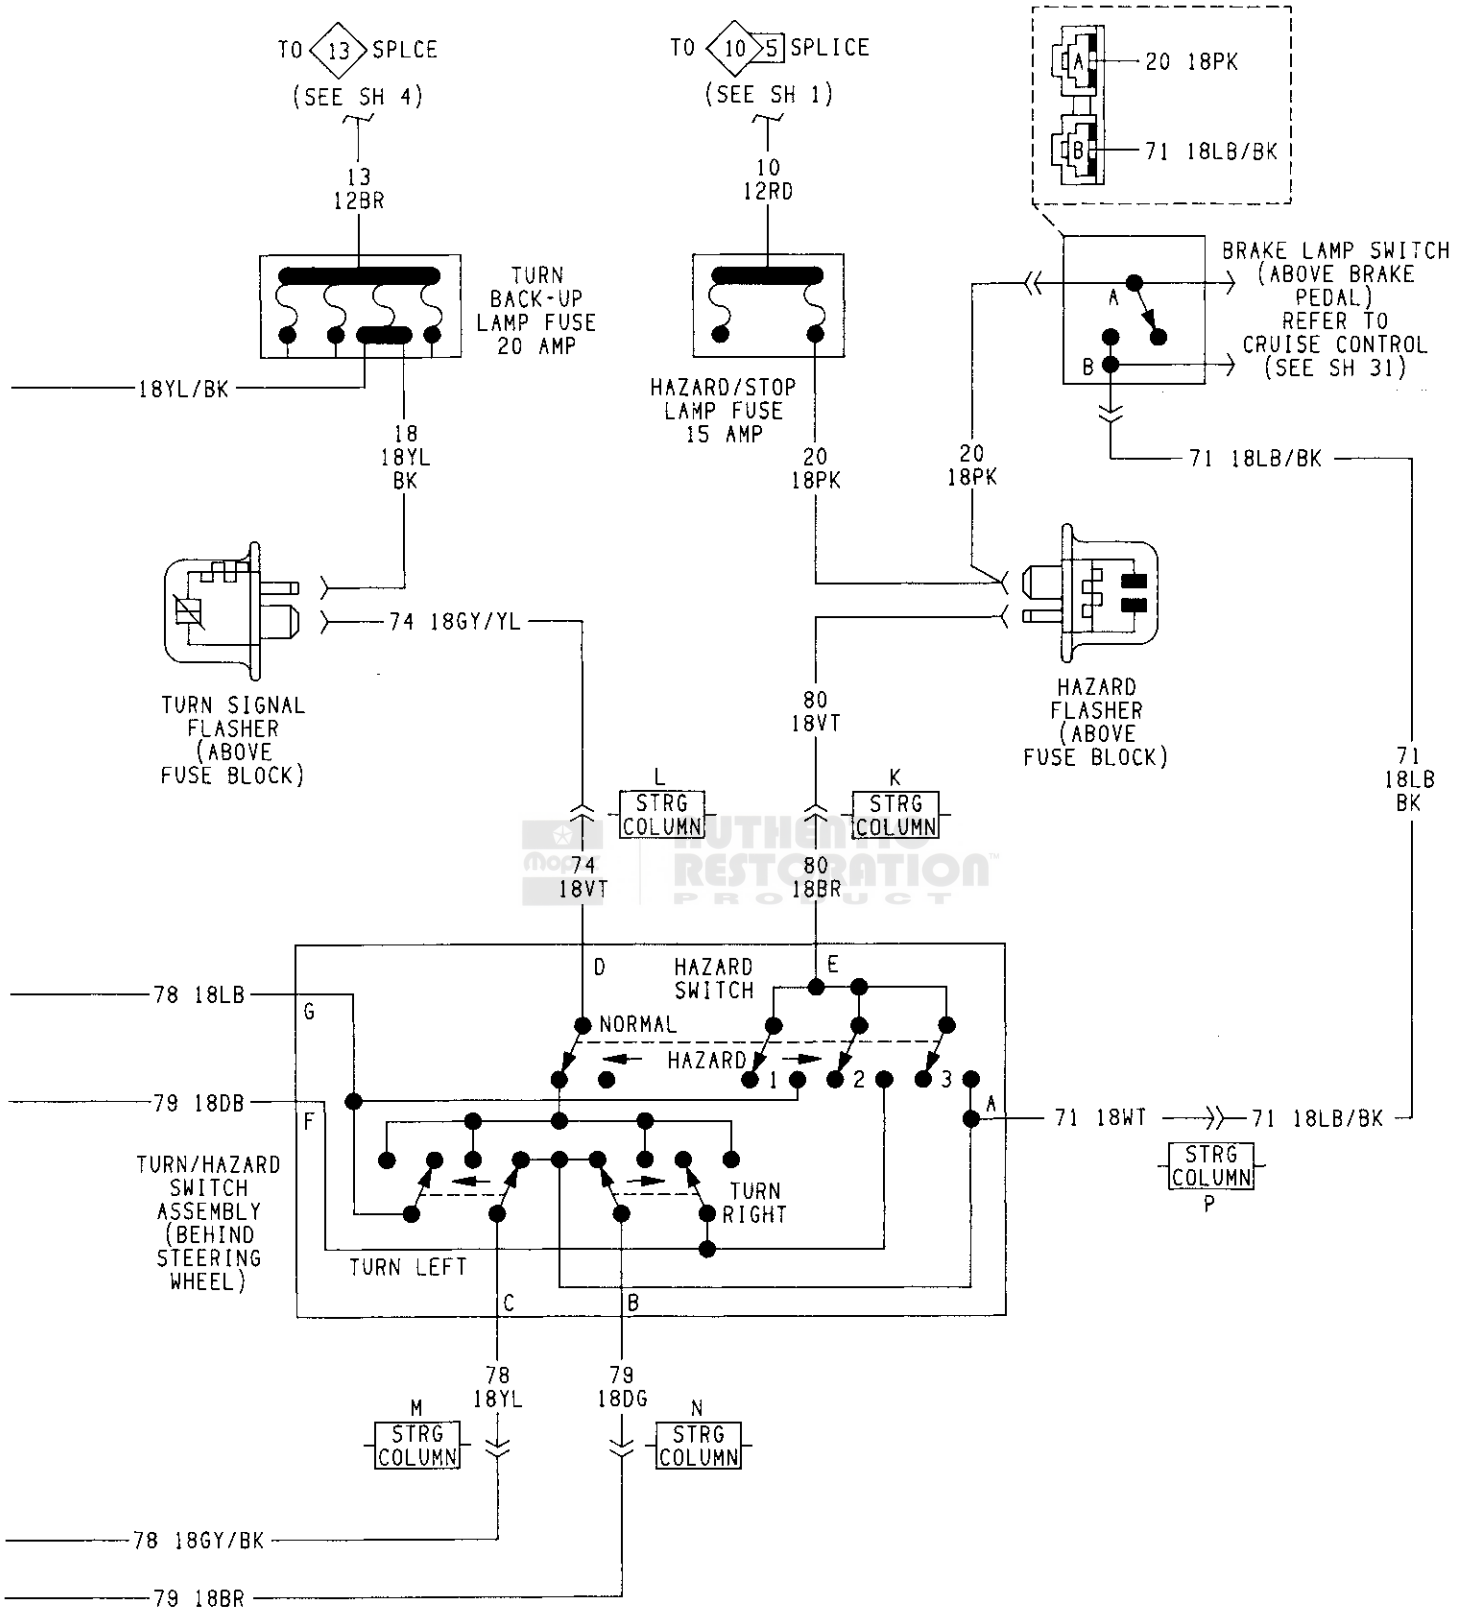 TO 13 SPLCE
(SEE SH 4)
TO 10 5 SPLICE
(SEE SH 1)
A 20 18PK
B 71 18LB/BK
13
12BR
10
12RD
TURN
BACK-UP
LAMP FUSE
20 AMP
HAZARD/STOP
LAMP FUSE
15 AMP
BRAKE LAMP SWITCH
(ABOVE BRAKE
PEDAL)
REFER TO
CRUISE CONTROL
(SEE SH 31)
A
B
18YL/BK
18
18YL
BK
20
18PK
20
18PK
71 18LB/BK
74 18GY/YL
TURN SIGNAL
FLASHER
(ABOVE
FUSE BLOCK)
80
18VT
HAZARD
FLASHER
(ABOVE
FUSE BLOCK)
71
18LB
BK
L
STRG
COLUMN
K
STRG
COLUMN
Mopar
AUTHENTIC
RESTORATION™
PRODUCT
74
18VT
80
18BR
D
HAZARD
SWITCH
E
78 18LB
G
NORMAL
HAZARD
1
2
3
79 18DB
F
A
71 18WT
71 18LB/BK
STRG
COLUMN
P
TURN/HAZARD
SWITCH
ASSEMBLY
(BEHIND
STEERING
WHEEL)
TURN
RIGHT
TURN LEFT
C
B
78
18YL
79
18DG
M
STRG
COLUMN
N
STRG
COLUMN
78 18GY/BK
79 18BR